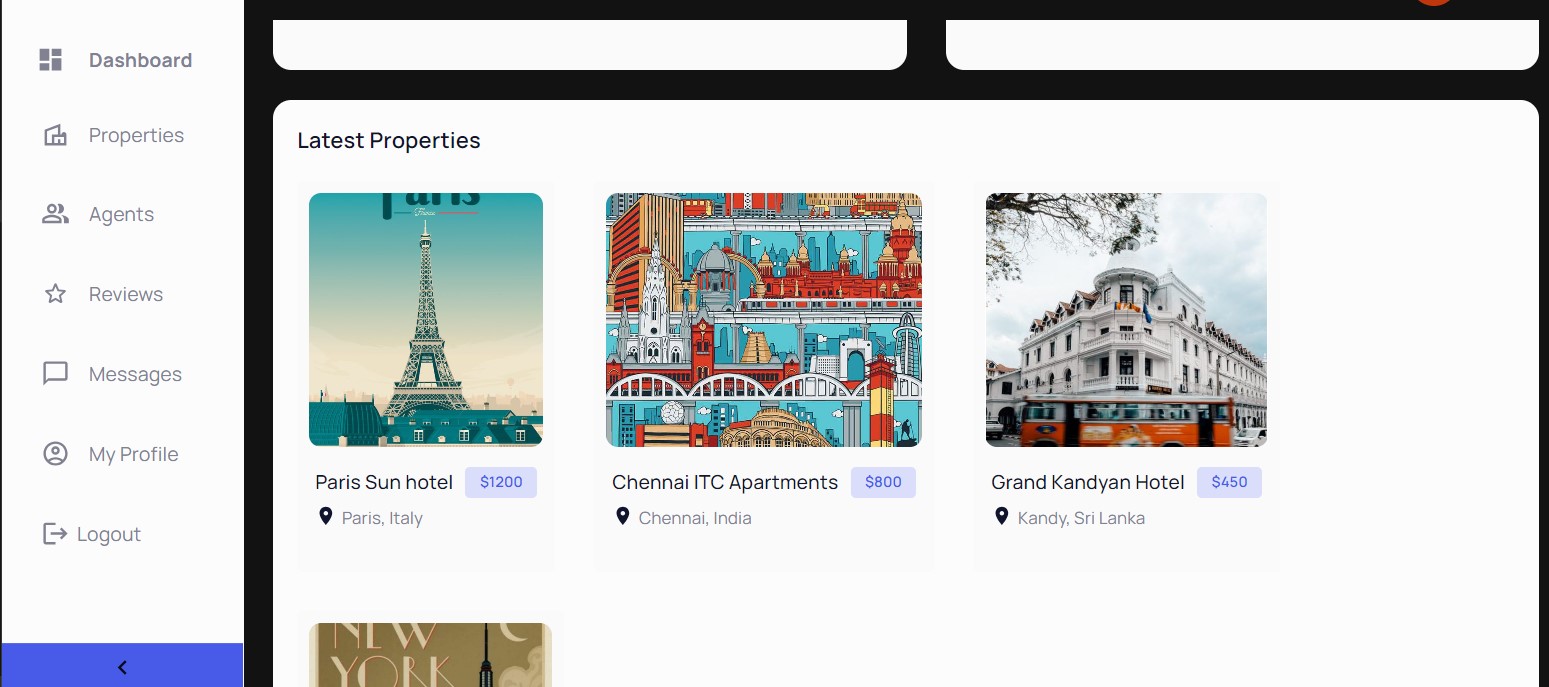 Dashboard
Properties
Agents
Reviews
Messages
My Profile
Logout
Latest Properties
Paris
France
Paris Sun hotel $1200
Paris, Italy
Chennai ITC Apartments $800
Chennai, India
Grand Kandyan Hotel $450
Kandy, Sri Lanka
NEW
YORK